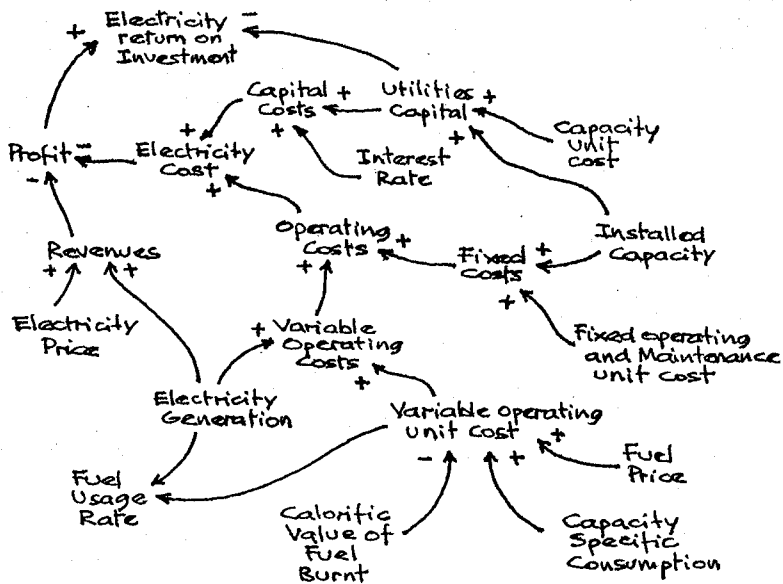 Electricity
return on
Investment
+
-
Capital
Costs
+
+
Utilities
Capital
+
+
Capacity
unit
cost
Profit
-
-
Electricity
Cost
+
+
Interest
Rate
Operating
Costs
+
+
Fixed
Costs
+
+
Installed
Capacity
Revenues
+ +
Electricity
Price
+ Variable
Operating
Costs
+
Fixed operating
and Maintenance
unit cost
Electricity
Generation
Variable Operating
unit Cost
- + +
Fuel
Price
Fuel
Usage
Rate
Calorific
Value of
Fuel
Burnt
Capacity
Specific
Consumption